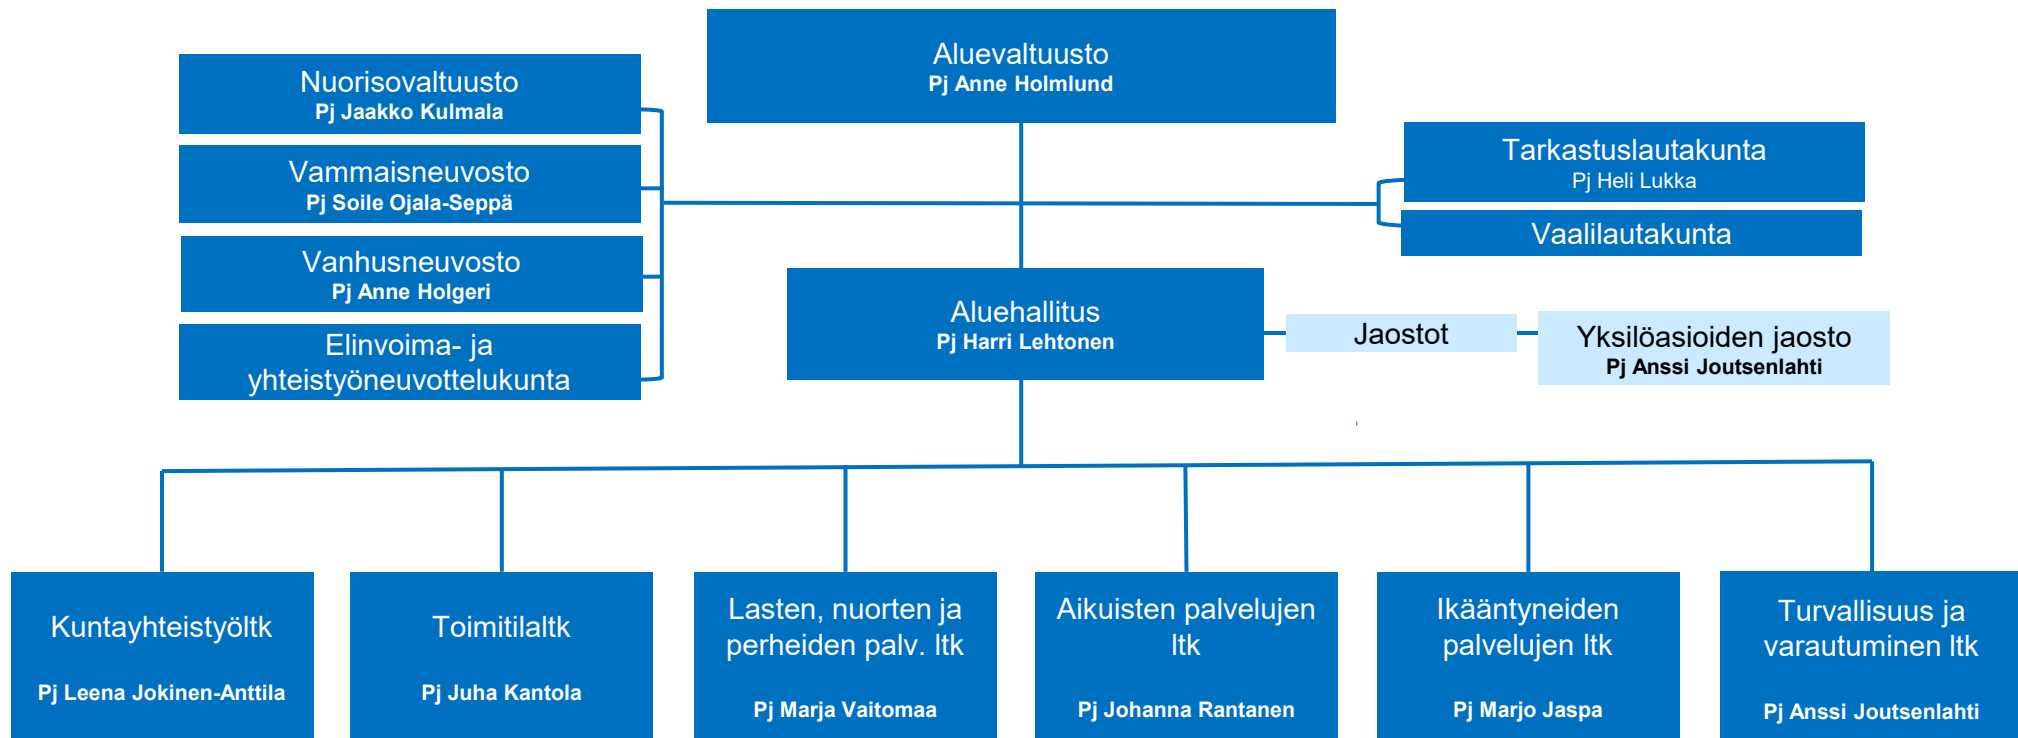 Aluevaltuusto
Pj Anne Holmlund
Nuorisovaltuusto
Pj Jaakko Kulmala
Vammaisneuvosto
Pj Soile Ojala-Seppä
Vanhusneuvosto
Pj Anne Holgeri
Elinvoima- ja
yhteistyöneuvottelukunta
Tarkastuslautakunta
Pj Heli Lukka
Vaalilautakunta
Aluehallitus
Pj Harri Lehtonen
Jaostot
Yksilöasioiden jaosto
Pj Anssi Joutsenlahti
Kuntayhteistyöltk
Pj Leena Jokinen-Anttila
Toimitilaltk
Pj Juha Kantola
Lasten, nuorten ja
perheiden palv. ltk
Pj Marja Vaitomaa
Aikuisten palvelujen
ltk
Pj Johanna Rantanen
Ikääntyneiden
palvelujen ltk
Pj Marjo Jaspa
Turvallisuus ja
varautuminen ltk
Pj Anssi Joutsenlahti